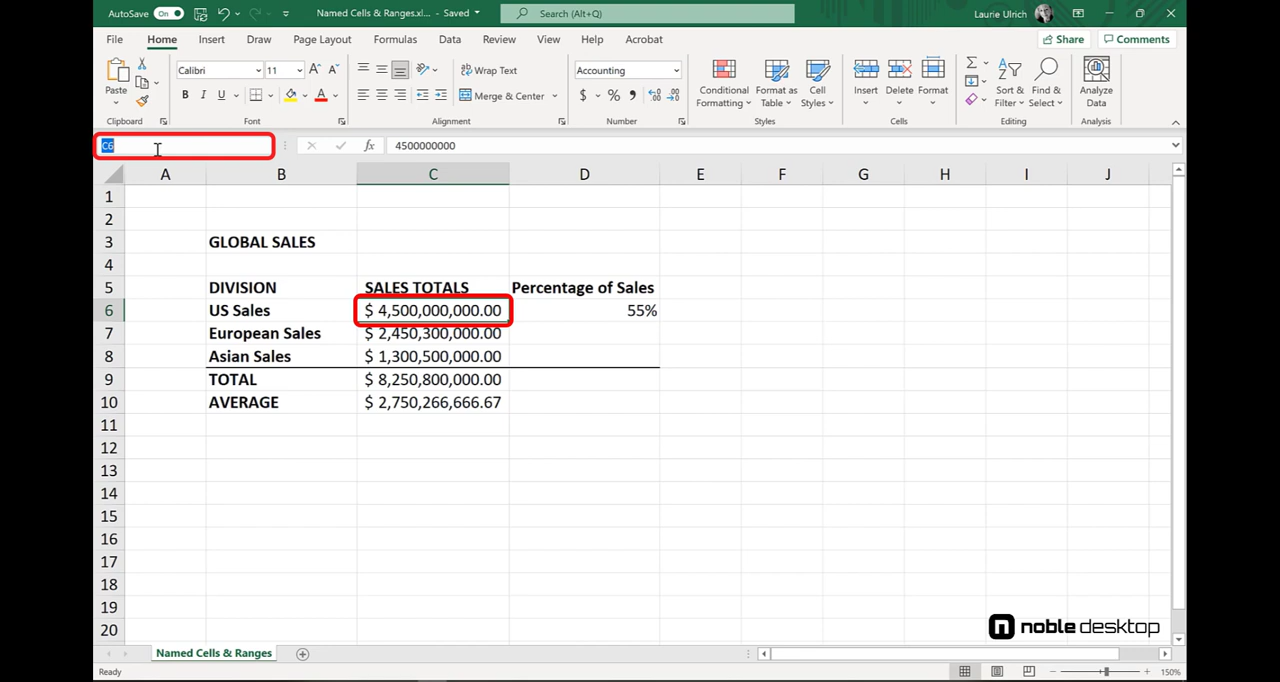 AutoSave On Named Cells & Ranges.xl... - Saved Search (Alt+Q) Laurie Ulrich
File Home Insert Draw Page Layout Formulas Data Review View Help Acrobat Share Comments
Paste Calibri 11 A A Wrap Text Accounting Conditional Formatting Format as Table Cell Styles Insert Delete Format Sort & Filter Find & Select Analyze Data
B I U A Merge & Center $ % ,
Clipboard Font Alignment Number Styles Cells Editing Analysis
C6 fx 4500000000
A B C D E F G H I J
1
2
3 GLOBAL SALES
4
5 DIVISION SALES TOTALS Percentage of Sales
6 US Sales $ 4,500,000,000.00 55%
7 European Sales $ 2,450,300,000.00
8 Asian Sales $ 1,300,500,000.00
9 TOTAL $ 8,250,800,000.00
10 AVERAGE $ 2,750,266,666.67
11
12
13
14
15
16
17
18
19
20
noble desktop
Named Cells & Ranges
Ready 150%